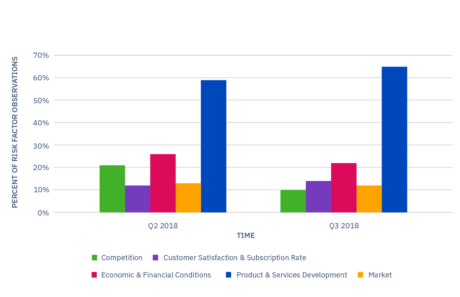 PERCENT OF RISK FACTOR OBSERVATIONS
70%
60%
50%
40%
30%
20%
10%
0%
Q2 2018 Q3 2018
TIME
Competition Customer Satisfaction & Subscription Rate
Economic & Financial Conditions Product & Services Development Market